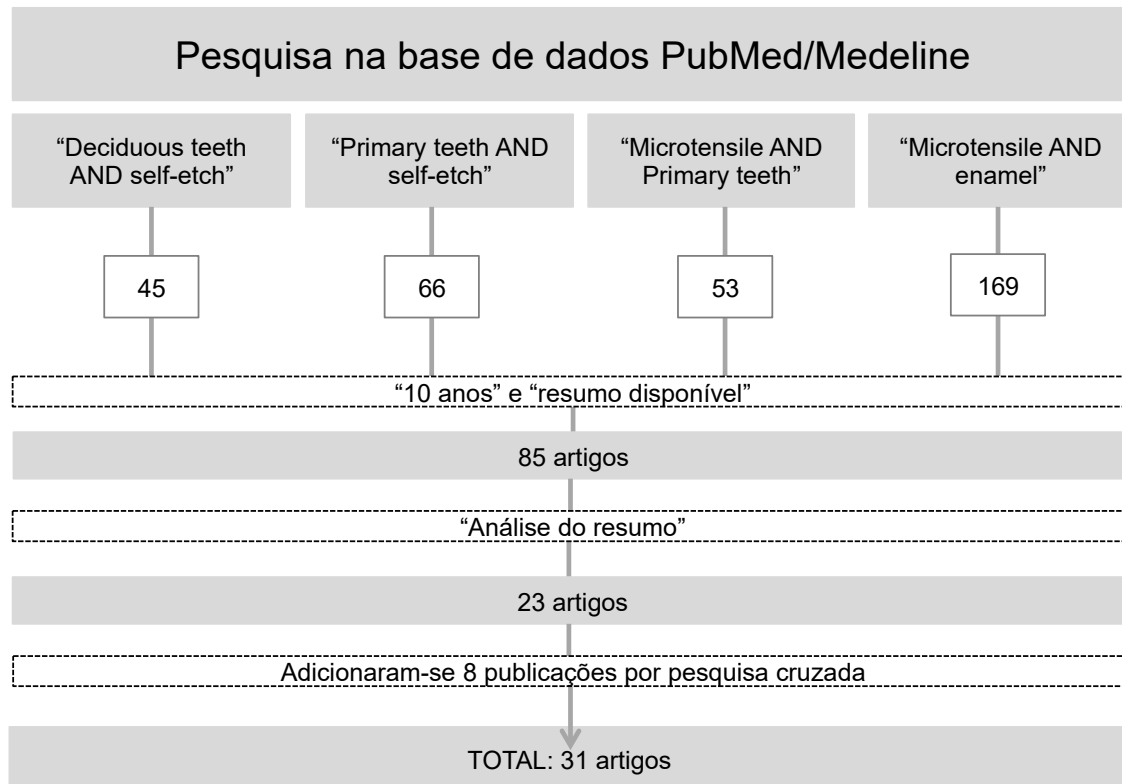 Pesquisa na base de dados PubMed/Medeline
“Deciduous teeth
AND self-etch”
“Primary teeth AND
self-etch”
“Microtensile AND
Primary teeth”
“Microtensile AND
enamel”
45
66
53
169
“10 anos” e “resumo disponível”
85 artigos
“Análise do resumo”
23 artigos
Adicionaram-se 8 publicações por pesquisa cruzada
TOTAL: 31 artigos